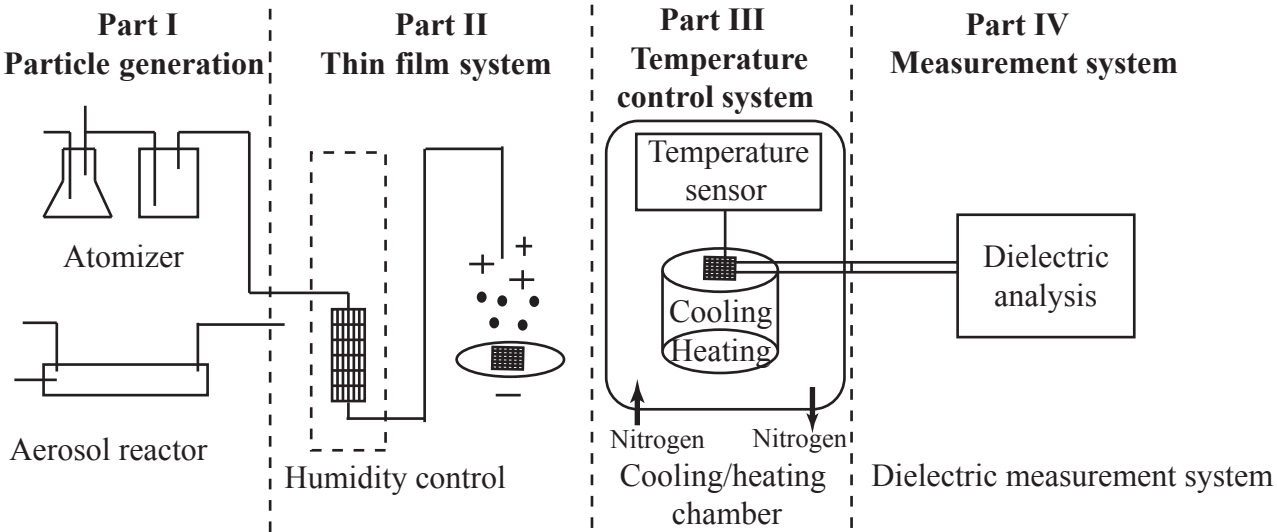 Part I
Particle generation
Atomizer
Aerosol reactor
Part II
Thin film system
Humidity control
Part III
Temperature
control system
Temperature
sensor
Cooling
Heating
Nitrogen
Nitrogen
Cooling/heating
chamber
Part IV
Measurement system
Dielectric
analysis
Dielectric measurement system